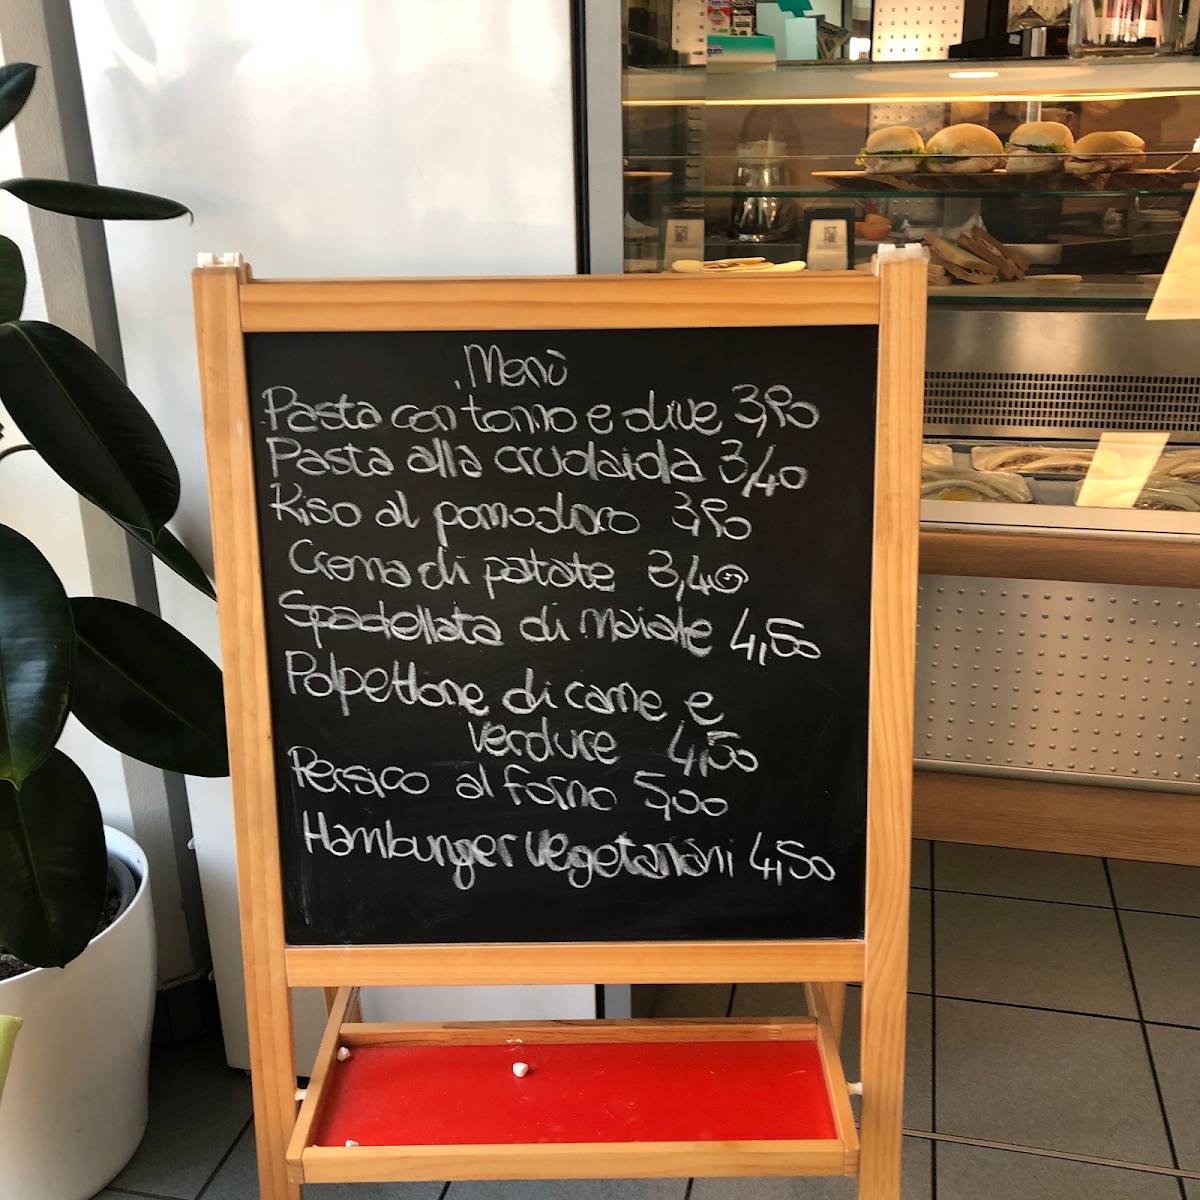 Menù
Pasta con tonno e olive 3,90
Pasta alla crudaiola 3,40
Riso al pomodoro 3,90
Crema di patate 3,40
Spadellata di maiale 4,50
Polpettone di carne e
verdure 4,50
Persico al forno 5,00
Hamburger vegetariani 4,50